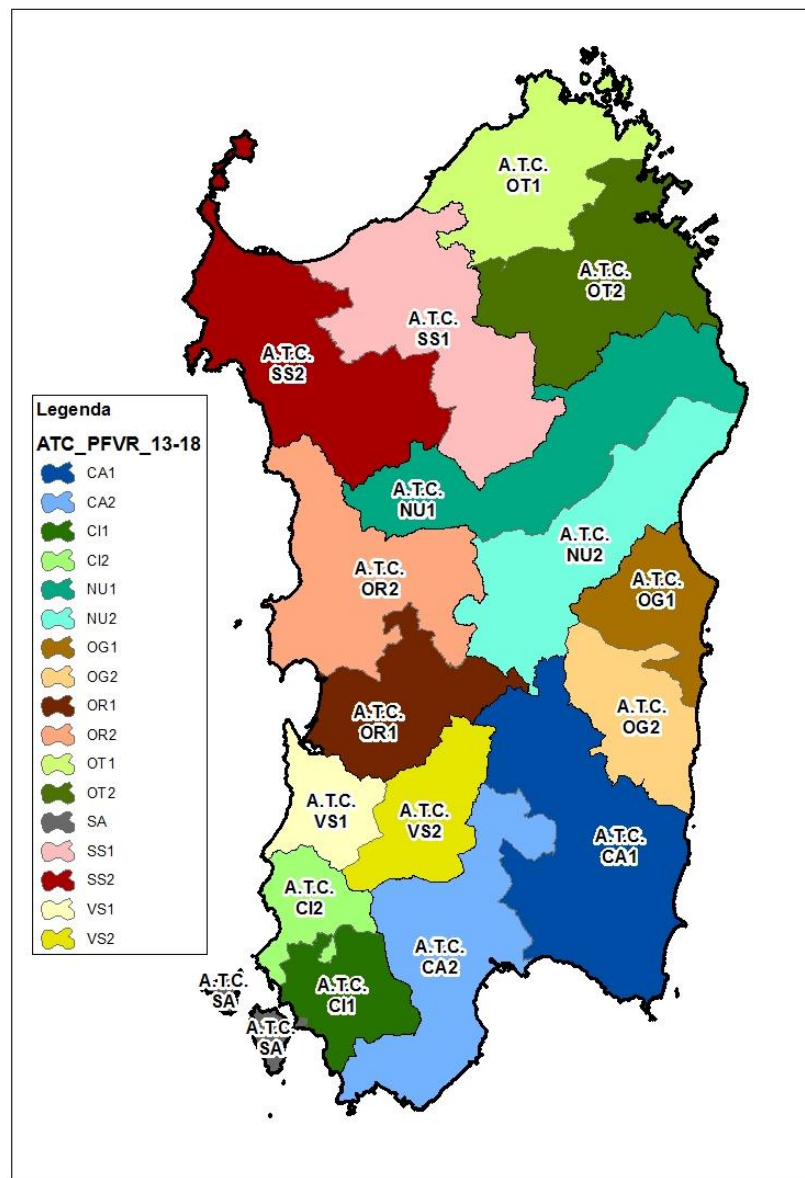 A.T.C.
OT1
A.T.C.
OT2
A.T.C.
SS1
A.T.C.
SS2
A.T.C.
NU1
A.T.C.
NU2
A.T.C.
OR2
A.T.C.
OG1
A.T.C.
OR1
A.T.C.
OG2
A.T.C.
VS1
A.T.C.
VS2
A.T.C.
CA1
A.T.C.
CI2
A.T.C.
CA2
A.T.C.
SA
A.T.C.
CI1
A.T.C.
SA
Legenda
ATC_PFVR_13-18
CA1
CA2
CI1
CI2
NU1
NU2
OG1
OG2
OR1
OR2
OT1
OT2
SA
SS1
SS2
VS1
VS2